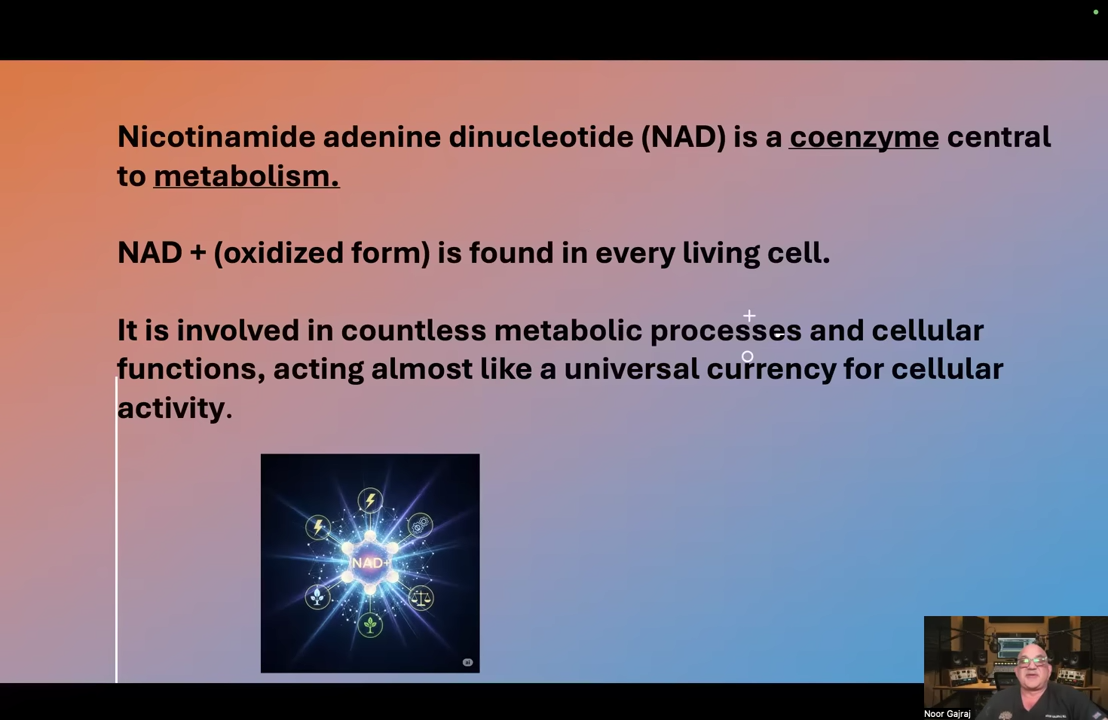 Nicotinamide adenine dinucleotide (NAD) is a coenzyme central
to metabolism.
NAD + (oxidized form) is found in every living cell.
It is involved in countless metabolic processes and cellular
functions, acting almost like a universal currency for cellular
activity.
NAD+
Noor Gajraj